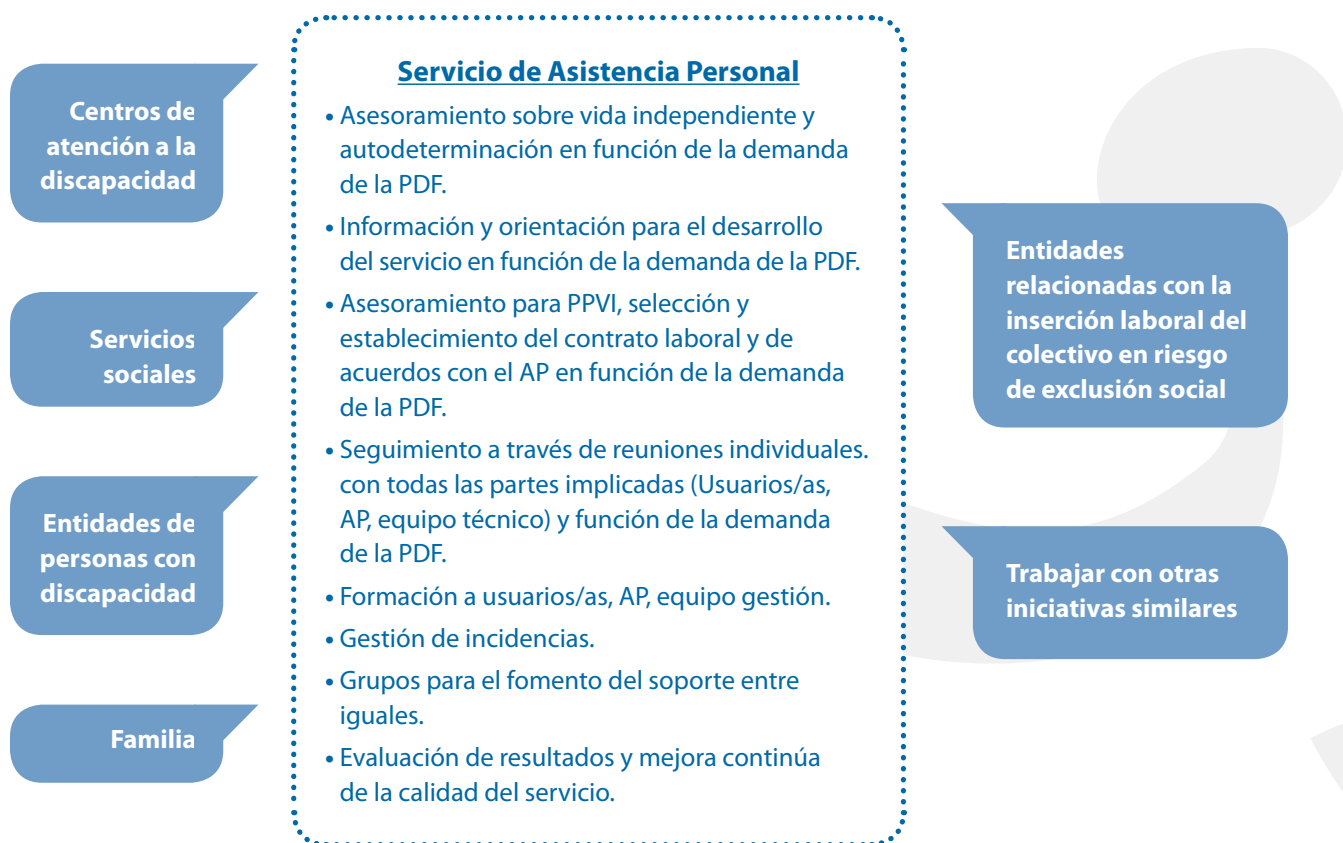 Centros de
atención a la
discapacidad
Servicios
sociales
Entidades de
personas con
discapacidad
Familia
Servicio de Asistencia Personal
• Asesoramiento sobre vida independiente y
autodeterminación en función de la demanda
de la PDF.
• Información y orientación para el desarrollo
del servicio en función de la demanda de la PDF.
• Asesoramiento para PPVI, selección y
establecimiento del contrato laboral y de
acuerdos con el AP en función de la demanda
de la PDF.
• Seguimiento a través de reuniones individuales.
con todas las partes implicadas (Usuarios/as,
AP, equipo técnico) y función de la demanda
de la PDF.
• Formación a usuarios/as, AP, equipo gestión.
• Gestión de incidencias.
• Grupos para el fomento del soporte entre
iguales.
• Evaluación de resultados y mejora continúa
de la calidad del servicio.
Entidades
relacionadas con la
inserción laboral del
colectivo en riesgo
de exclusión social
Trabajar con otras
iniciativas similares